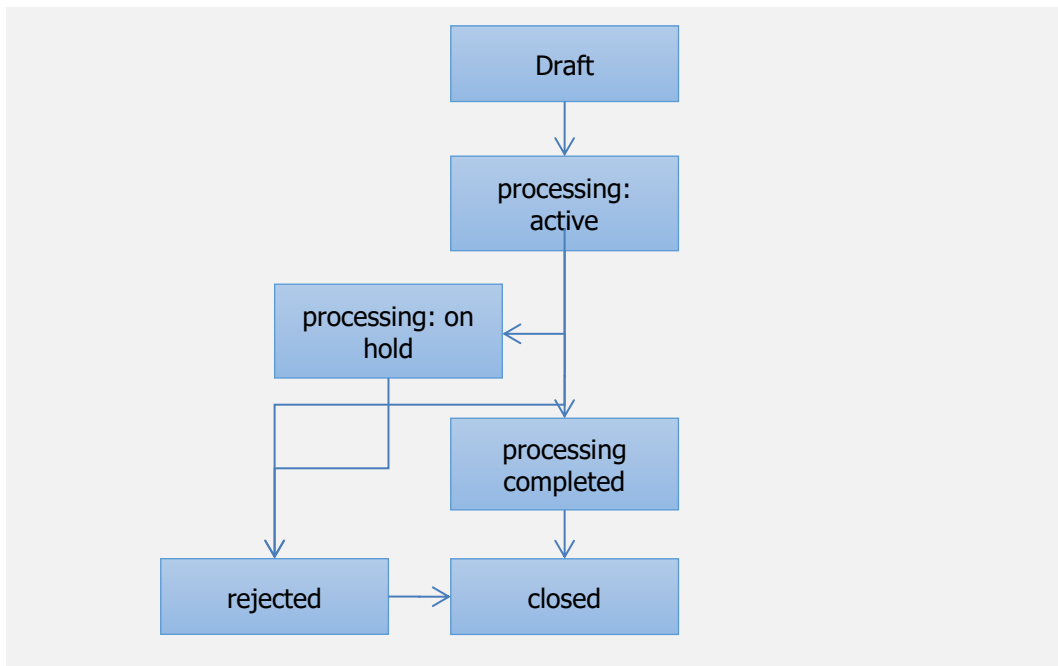 Draft
processing:
active
processing: on
hold
processing
completed
rejected
closed